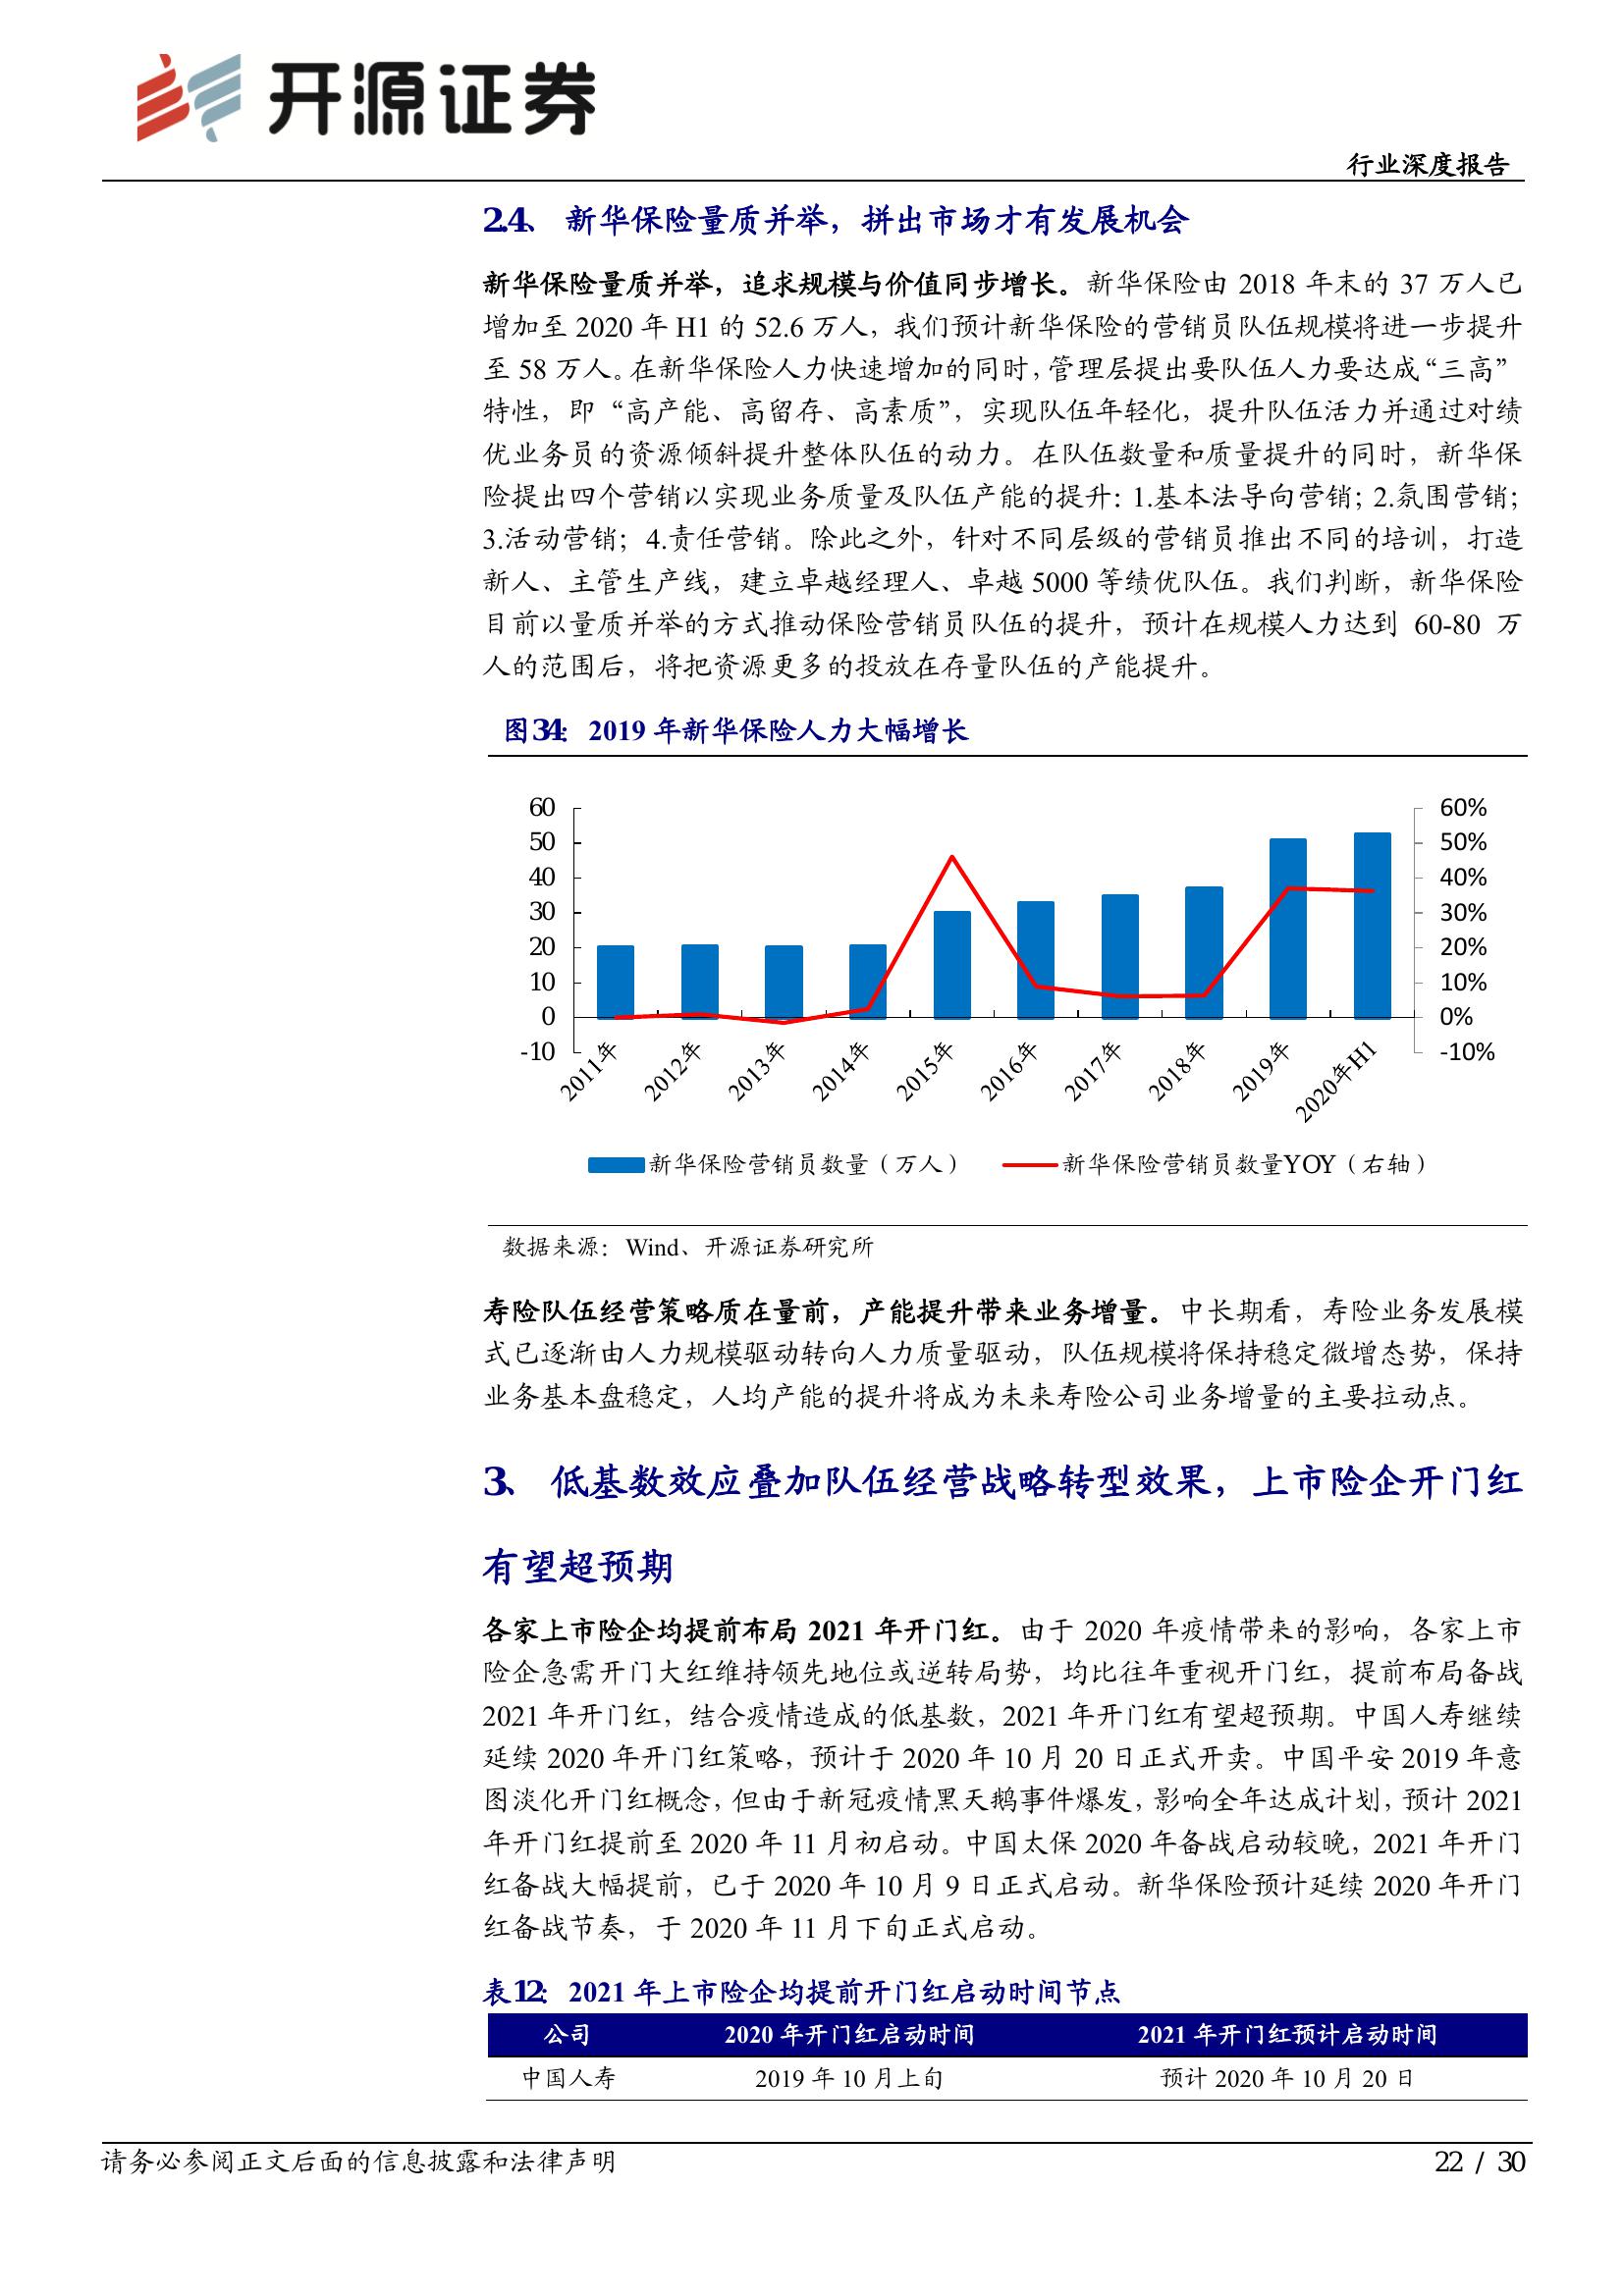 开源证券
行业深度报告
2.4、 新华保险量质并举，拼出市场才有发展机会
新华保险量质并举，追求规模与价值同步增长。新华保险由 2018 年末的 37 万人已
增加至 2020 年 H1 的 52.6 万人，我们预计新华保险的营销员队伍规模将进一步提升
至 58 万人。在新华保险人力快速增加的同时，管理层提出要队伍人力要达成“三高”
特性，即“高产能、高留存、高素质”，实现队伍年轻化，提升队伍活力并通过对绩
优业务员的资源倾斜提升整体队伍的动力。在队伍数量和质量提升的同时，新华保
险提出四个营销以实现业务质量及队伍产能的提升：1.基本法导向营销；2.氛围营销；
3.活动营销；4.责任营销。除此之外，针对不同层级的营销员推出不同的培训，打造
新人、主管生产线，建立卓越经理人、卓越 5000 等绩优队伍。我们判断，新华保险
目前以量质并举的方式推动保险营销员队伍的提升，预计在规模人力达到 60-80 万
人的范围后，将把资源更多的投放在存量队伍的产能提升。
图34： 2019 年新华保险人力大幅增长
60 60%
50 50%
40 40%
30 30%
20 20%
10 10%
0 0%
-10 -10%
2011年 2012年 2013年 2014年 2015年 2016年 2017年 2018年 2019年 2020年H1
新华保险营销员数量（万人） 新华保险营销员数量YOY（右轴）
数据来源：Wind、开源证券研究所
寿险队伍经营策略质在量前，产能提升带来业务增量。中长期看，寿险业务发展模
式已逐渐由人力规模驱动转向人力质量驱动，队伍规模将保持稳定微增态势，保持
业务基本盘稳定，人均产能的提升将成为未来寿险公司业务增量的主要拉动点。
3、 低基数效应叠加队伍经营战略转型效果，上市险企开门红
有望超预期
各家上市险企均提前布局 2021 年开门红。由于 2020 年疫情带来的影响，各家上市
险企急需开门大红维持领先地位或逆转局势，均比往年重视开门红，提前布局备战
2021 年开门红，结合疫情造成的低基数，2021 年开门红有望超预期。中国人寿继续
延续 2020 年开门红策略，预计于 2020 年 10 月 20 日正式开卖。中国平安 2019 年意
图淡化开门红概念，但由于新冠疫情黑天鹅事件爆发，影响全年达成计划，预计 2021
年开门红提前至 2020 年 11 月初启动。中国太保 2020 年备战启动较晚，2021 年开门
红备战大幅提前，已于 2020 年 10 月 9 日正式启动。新华保险预计延续 2020 年开门
红备战节奏，于 2020 年 11 月下旬正式启动。
表12： 2021 年上市险企均提前开门红启动时间节点
公司 2020 年开门红启动时间 2021 年开门红预计启动时间
中国人寿 2019 年 10 月上旬 预计 2020 年 10 月 20 日
请务必参阅正文后面的信息披露和法律声明 22 / 30